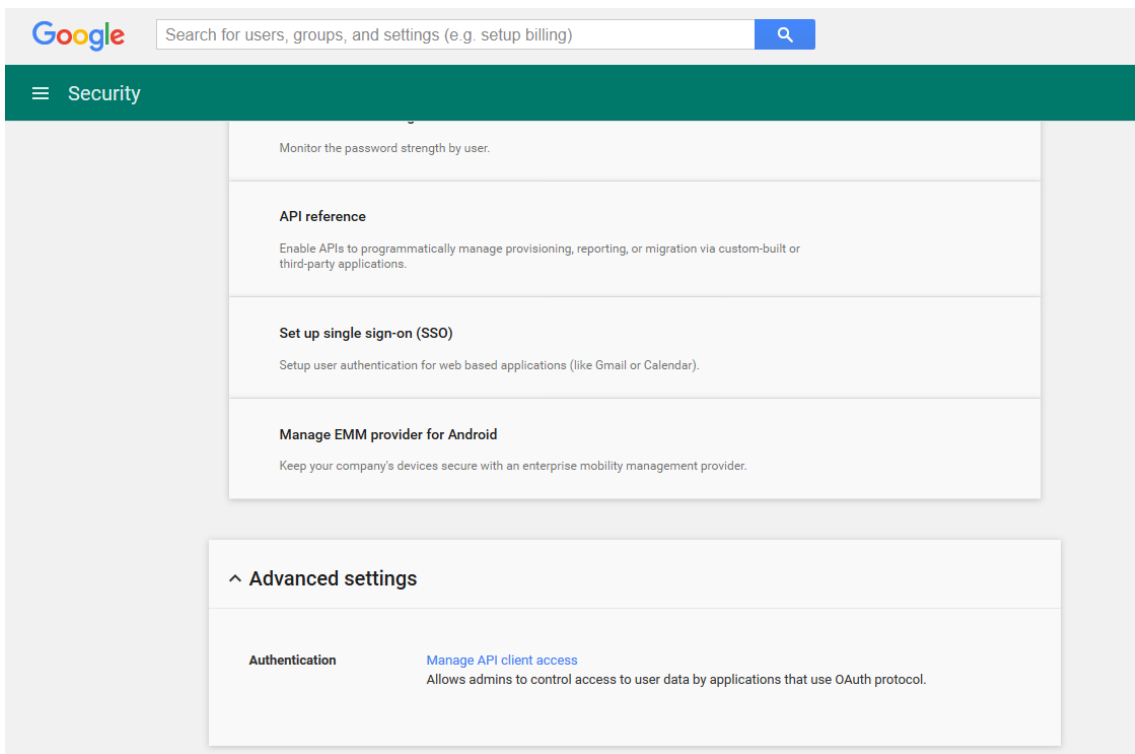 Google
Search for users, groups, and settings (e.g. setup billing)
Security
Monitor the password strength by user.
API reference
Enable APIs to programmatically manage provisioning, reporting, or migration via custom-built or
third-party applications.
Set up single sign-on (SSO)
Setup user authentication for web based applications (like Gmail or Calendar).
Manage EMM provider for Android
Keep your company's devices secure with an enterprise mobility management provider.
Advanced settings
Authentication
Manage API client access
Allows admins to control access to user data by applications that use OAuth protocol.